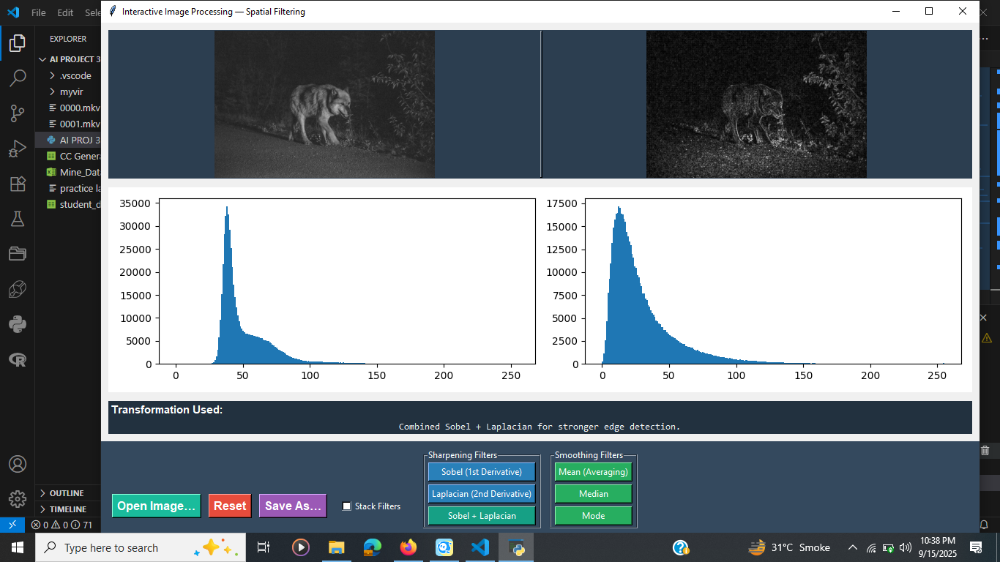 File Edit Sele
Interactive Image Processing — Spatial Filtering
EXPLORER
AI PROJECT 3
.vscode
myvir
0000.mkv
0001.mkv
AI PROJ 3
CC Genera
Mine_Data
practice la
student_d
OUTLINE
TIMELINE
0 0 71
35000
30000
25000
20000
15000
10000
5000
0
0 50 100 150 200 250
17500
15000
12500
10000
7500
5000
2500
0
0 50 100 150 200 250
Transformation Used:
Combined Sobel + Laplacian for stronger edge detection.
Open Image...
Reset
Save As...
Stack Filters
Sharpening Filters
Sobel (1st Derivative)
Laplacian (2nd Derivative)
Sobel + Laplacian
Smoothing Filters
Mean (Averaging)
Median
Mode
Type here to search
31°C Smoke
10:38 PM
9/15/2025